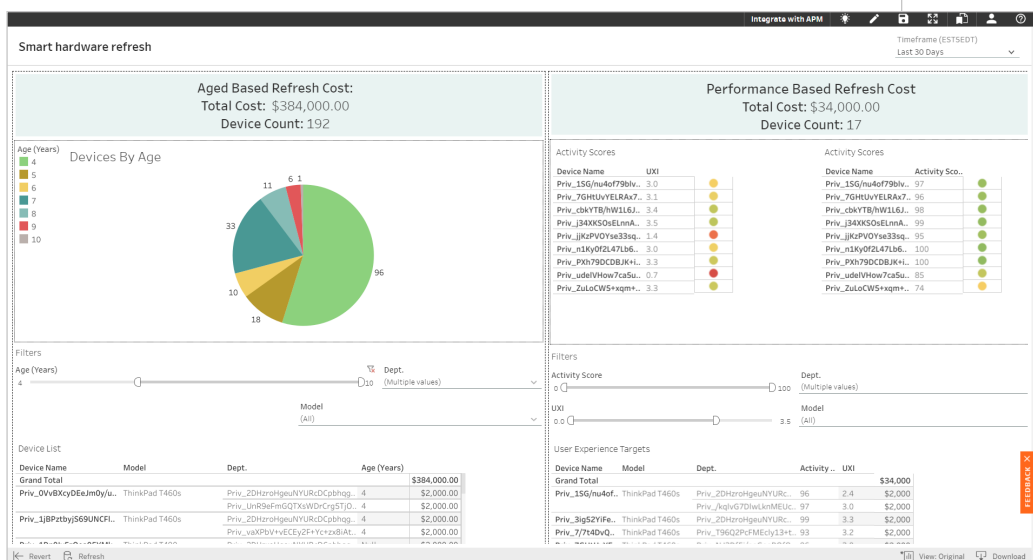 Integrate with APM
Smart hardware refresh
Timeframe (ESTSEDT)
Last 30 Days
Aged Based Refresh Cost:
Total Cost: $384,000.00
Device Count: 192
Performance Based Refresh Cost
Total Cost: $34,000.00
Device Count: 17
Age (Years)
4
5
6
7
8
9
10
Devices By Age
96
18
10
33
11
6
1
Activity Scores
Device Name UXI
Priv_1SG/nu4of79blv.. 3.0
Priv_7GHtUvYELRAx7.. 3.1
Priv_cbkYTB/hW1L6J.. 3.4
Priv_j34XKSOsELnnA.. 3.5
Priv_jjKzPVOYse33sq.. 1.4
Priv_n1Ky0f2L47Lb6.. 3.0
Priv_PXh79DCDBJK+i.. 3.3
Priv_udelVHow7ca5u.. 0.7
Priv_ZuLoCWS+xqm+.. 3.3
Activity Scores
Device Name Activity Sco..
Priv_1SG/nu4of79blv.. 97
Priv_7GHtUvYELRAx7.. 96
Priv_cbkYTB/hW1L6J.. 98
Priv_j34XKSOsELnnA.. 99
Priv_jjKzPVOYse33sq.. 95
Priv_n1Ky0f2L47Lb6.. 100
Priv_PXh79DCDBJK+i.. 100
Priv_udelVHow7ca5u.. 85
Priv_ZuLoCWS+xqm+.. 74
Filters
Age (Years)
4 10
Dept.
(Multiple values)
Model
(All)
Filters
Activity Score
0 100
Dept.
(Multiple values)
UXI
0.0 3.5
Model
(All)
Device List
Device Name Model Dept. Age (Years)
Grand Total $384,000.00
Priv_0VvBXcyDEeJm0y/u.. ThinkPad T460s Priv_2DHzroHgeuNYURcDCpbhqg.. 4 $2,000.00
Priv_UnR9eFmGQTXsWDrCrg5TjO.. 4 $2,000.00
Priv_1jBPztbyjS69UNCFl.. ThinkPad T460s Priv_2DHzroHgeuNYURcDCpbhqg.. 4 $2,000.00
Priv_vaXPbV+vECEy2F+Yc+zx8iAt.. 4 $2,000.00
User Experience Targets
Device Name Model Dept. Activity .. UXI
Grand Total $34,000
Priv_1SG/nu4of.. ThinkPad T460s Priv_2DHzroHgeuNYURc.. 96 2.4 $2,000
Priv_/kqlvG7DlwLknMEUc.. 97 3.0 $2,000
Priv_3ig52YiFe.. ThinkPad T460s Priv_2DHzroHgeuNYURc.. 99 3.3 $2,000
Priv_7/7t4DvQ.. ThinkPad T460s Priv_T96Q2PcFMEcly13+t.. 93 3.2 $2,000
FEEDBACK
Revert Refresh View: Original Download